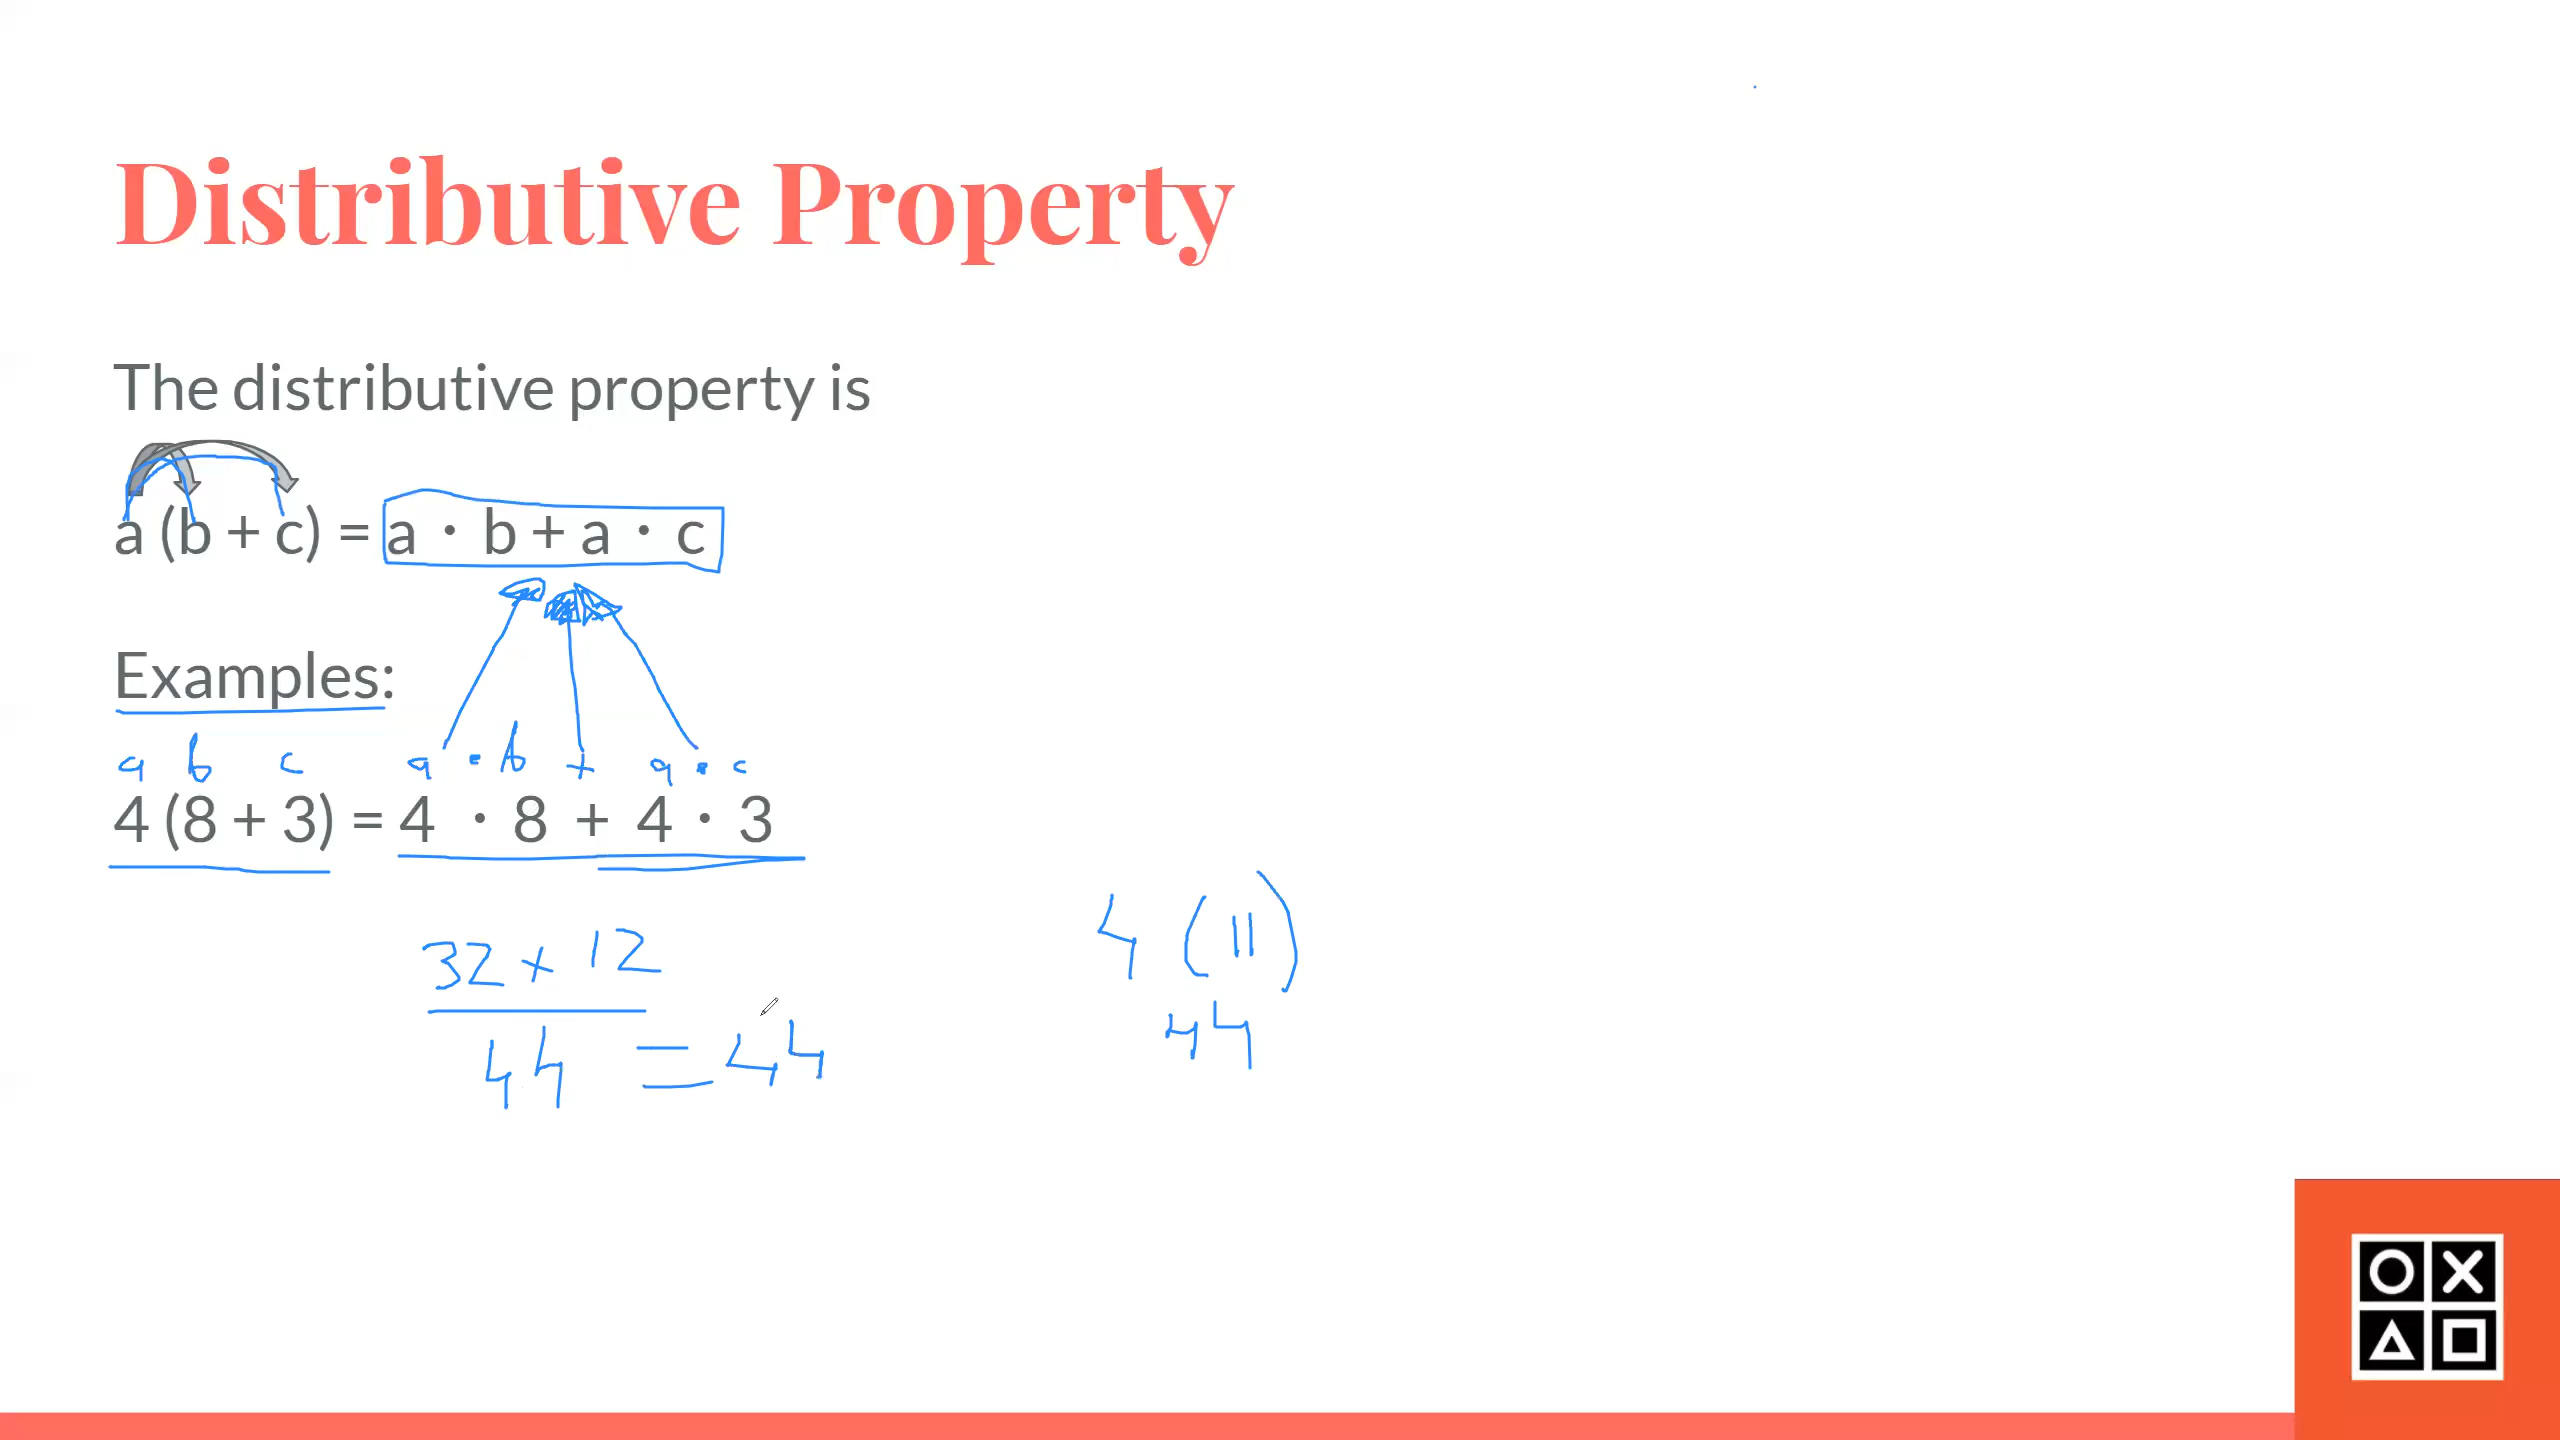 Distributive Property
The distributive property is
a (b + c) = a · b + a · c
Examples:
a b c a · b + a · c
4 (8 + 3) = 4 · 8 + 4 · 3
32 + 12
4 (11)
44 = 44
44